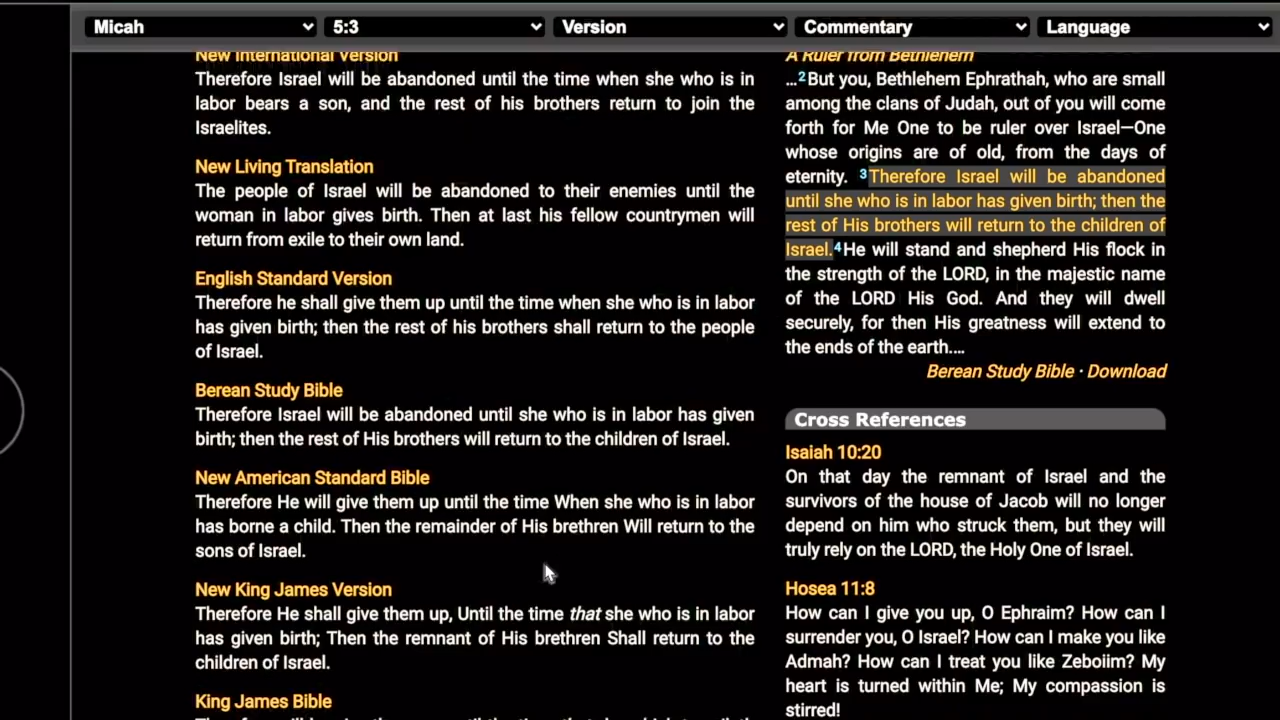 Micah
5:3
Version
Commentary
Language
New International Version
Therefore Israel will be abandoned until the time when she who is in
labor bears a son, and the rest of his brothers return to join the
Israelites.
New Living Translation
The people of Israel will be abandoned to their enemies until the
woman in labor gives birth. Then at last his fellow countrymen will
return from exile to their own land.
English Standard Version
Therefore he shall give them up until the time when she who is in labor
has given birth; then the rest of his brothers shall return to the people
of Israel.
Berean Study Bible
Therefore Israel will be abandoned until she who is in labor has given
birth; then the rest of His brothers will return to the children of Israel.
New American Standard Bible
Therefore He will give them up until the time When she who is in labor
has borne a child. Then the remainder of His brethren Will return to the
sons of Israel.
New King James Version
Therefore He shall give them up, Until the time that she who is in labor
has given birth; Then the remnant of His brethren Shall return to the
children of Israel.
King James Bible
A Ruler from Bethlehem
…2But you, Bethlehem Ephrathah, who are small
among the clans of Judah, out of you will come
forth for Me One to be ruler over Israel—One
whose origins are of old, from the days of
eternity. 3Therefore Israel will be abandoned
until she who is in labor has given birth; then the
rest of His brothers will return to the children of
Israel. 4He will stand and shepherd His flock in
the strength of the LORD, in the majestic name
of the LORD His God. And they will dwell
securely, for then His greatness will extend to
the ends of the earth.…
Berean Study Bible · Download
Cross References
Isaiah 10:20
On that day the remnant of Israel and the
survivors of the house of Jacob will no longer
depend on him who struck them, but they will
truly rely on the LORD, the Holy One of Israel.
Hosea 11:8
How can I give you up, O Ephraim? How can I
surrender you, O Israel? How can I make you like
Admah? How can I treat you like Zeboiim? My
heart is turned within Me; My compassion is
stirred!